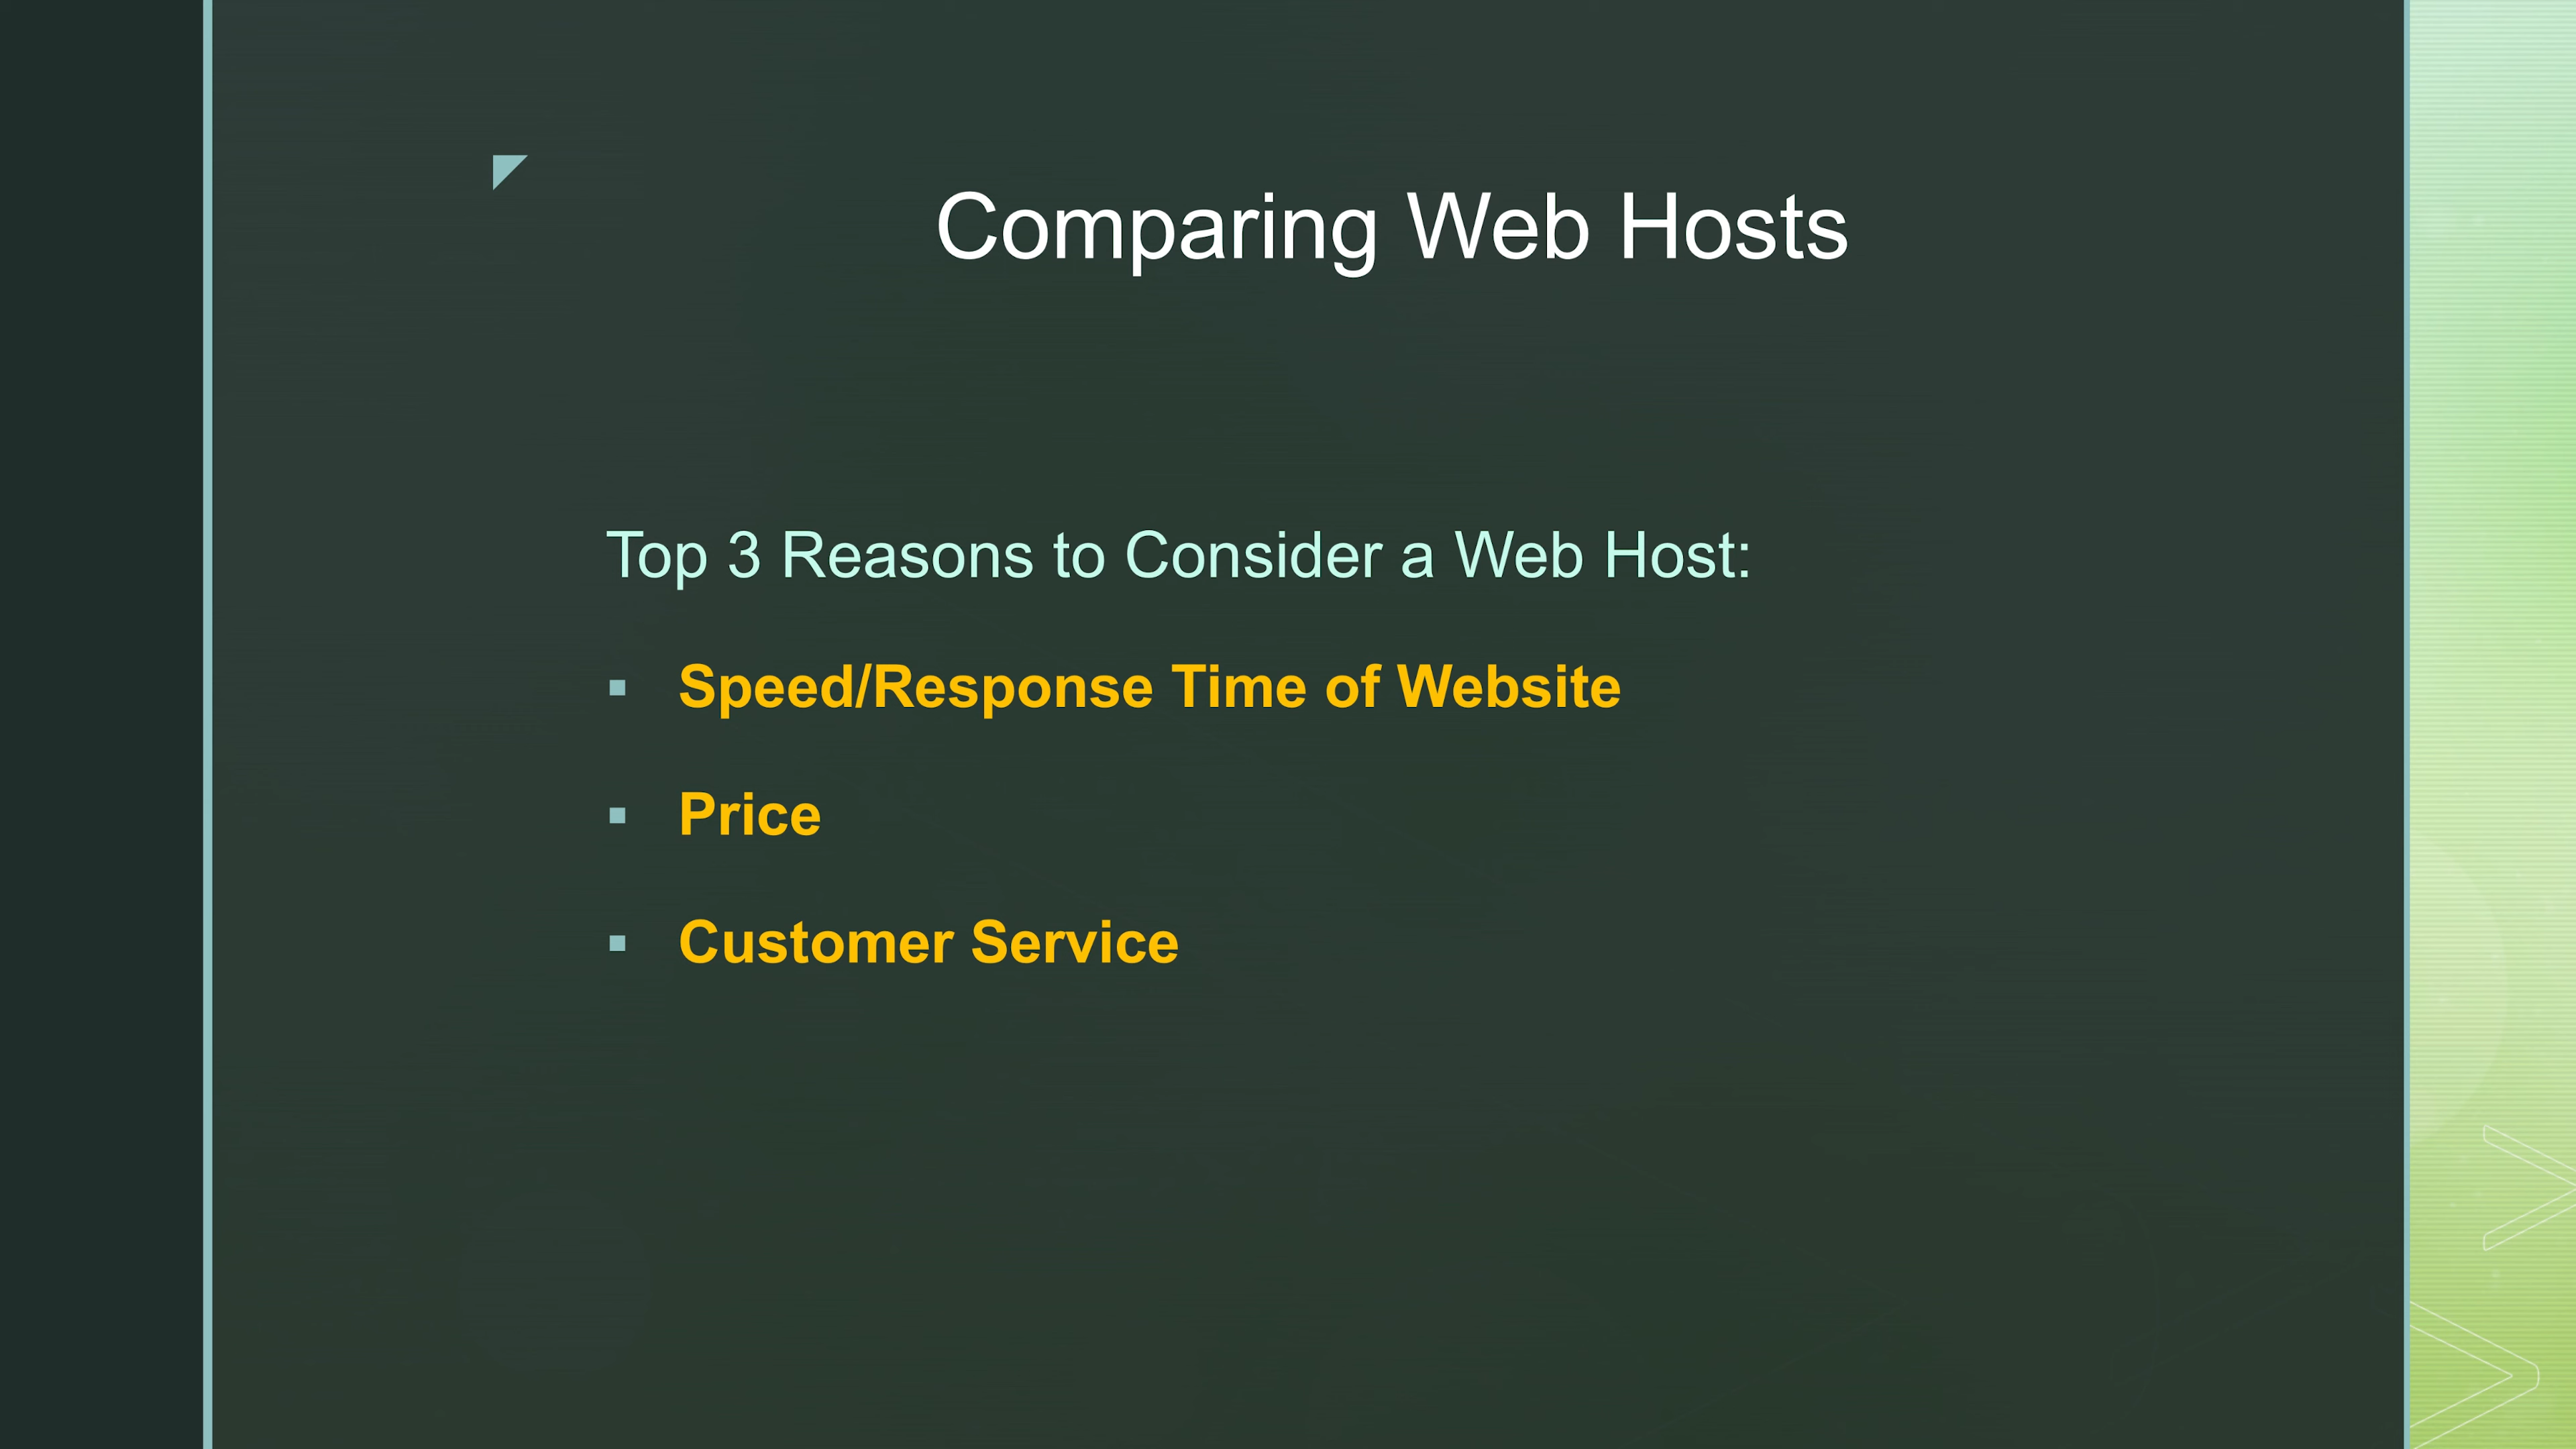 Comparing Web Hosts
Top 3 Reasons to Consider a Web Host:
▪ Speed/Response Time of Website
▪ Price
▪ Customer Service